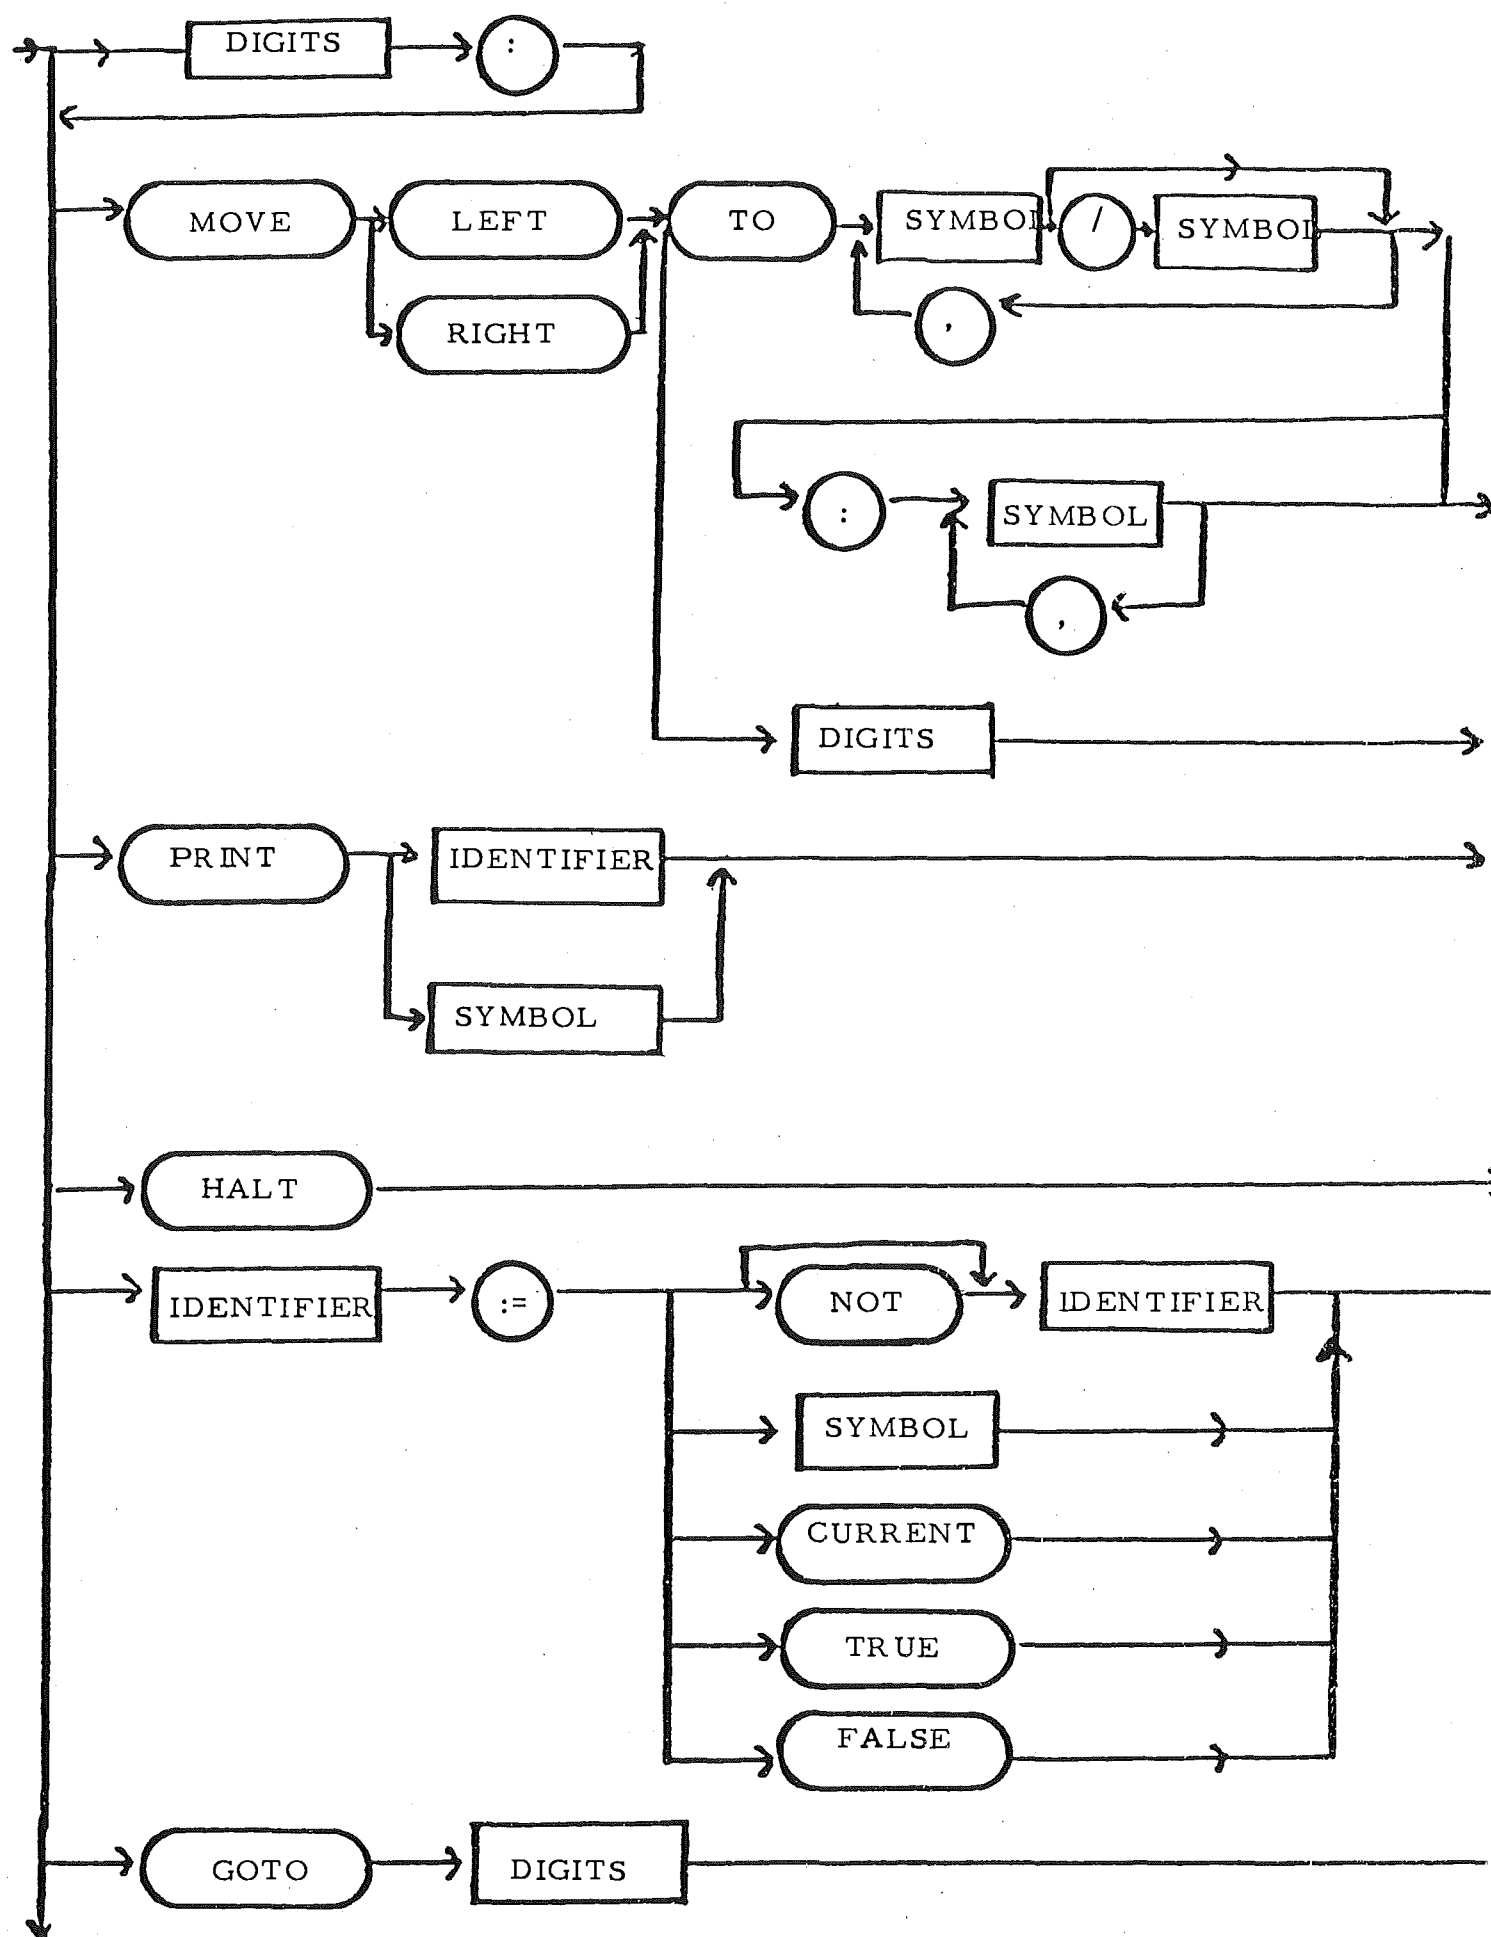 DIGITS :
MOVE LEFT TO SYMBOL / SYMBOL
RIGHT ,
: SYMBOL
,
DIGITS
PRINT IDENTIFIER
SYMBOL
HALT
IDENTIFIER := NOT IDENTIFIER
SYMBOL
CURRENT
TRUE
FALSE
GOTO DIGITS